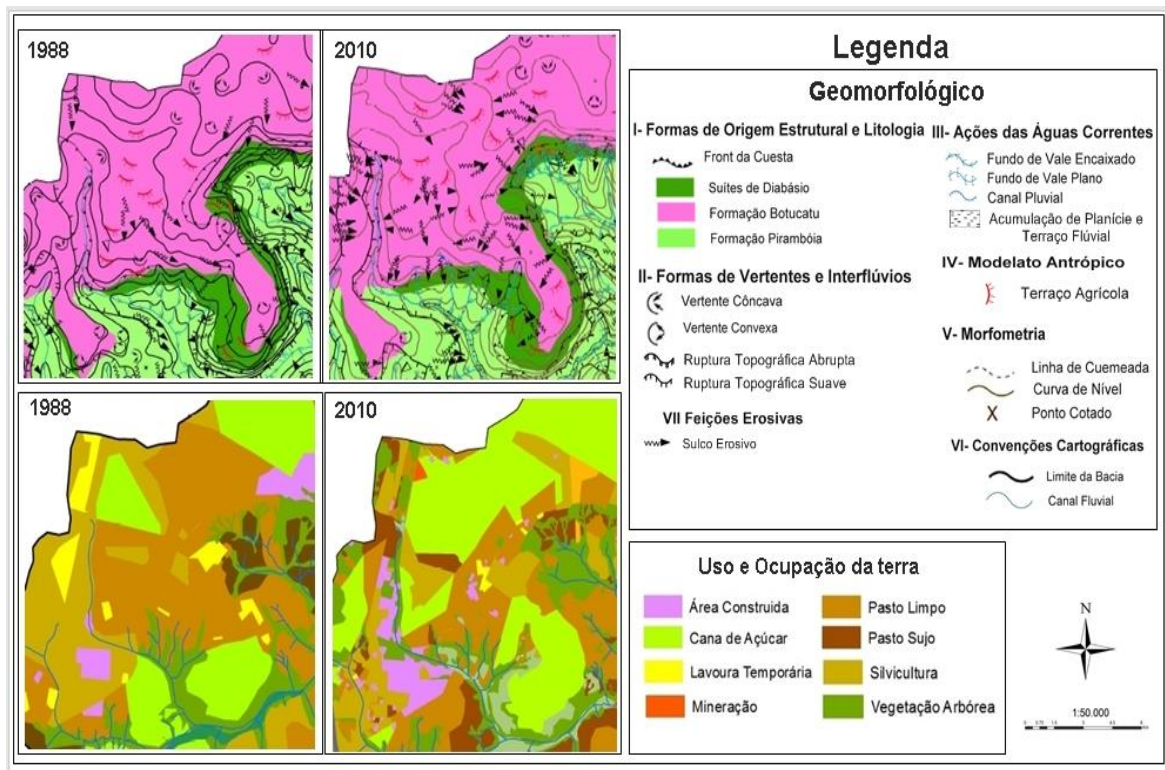 1988
2010
1988
2010
Legenda
Geomorfológico
I- Formas de Origem Estrutural e Litologia
Front da Cuesta
Suítes de Diabásio
Formação Botucatu
Formação Pirambóia
II- Formas de Vertentes e Interflúvios
Vertente Côncava
Vertente Convexa
Ruptura Topográfica Abrupta
Ruptura Topográfica Suave
VII Feições Erosivas
Sulco Erosivo
III- Ações das Águas Correntes
Fundo de Vale Encaixado
Fundo de Vale Plano
Canal Pluvial
Acumulação de Planície e
Terraço Flúvial
IV- Modelato Antrópico
Terraço Agrícola
V- Morfometria
Linha de Cuemeada
Curva de Nível
Ponto Cotado
VI- Convenções Cartográficas
Limite da Bacia
Canal Fluvial
Uso e Ocupação da terra
Área Construida
Cana de Açúcar
Lavoura Temporária
Mineração
Pasto Limpo
Pasto Sujo
Silvicultura
Vegetação Arbórea
N
1:50.000